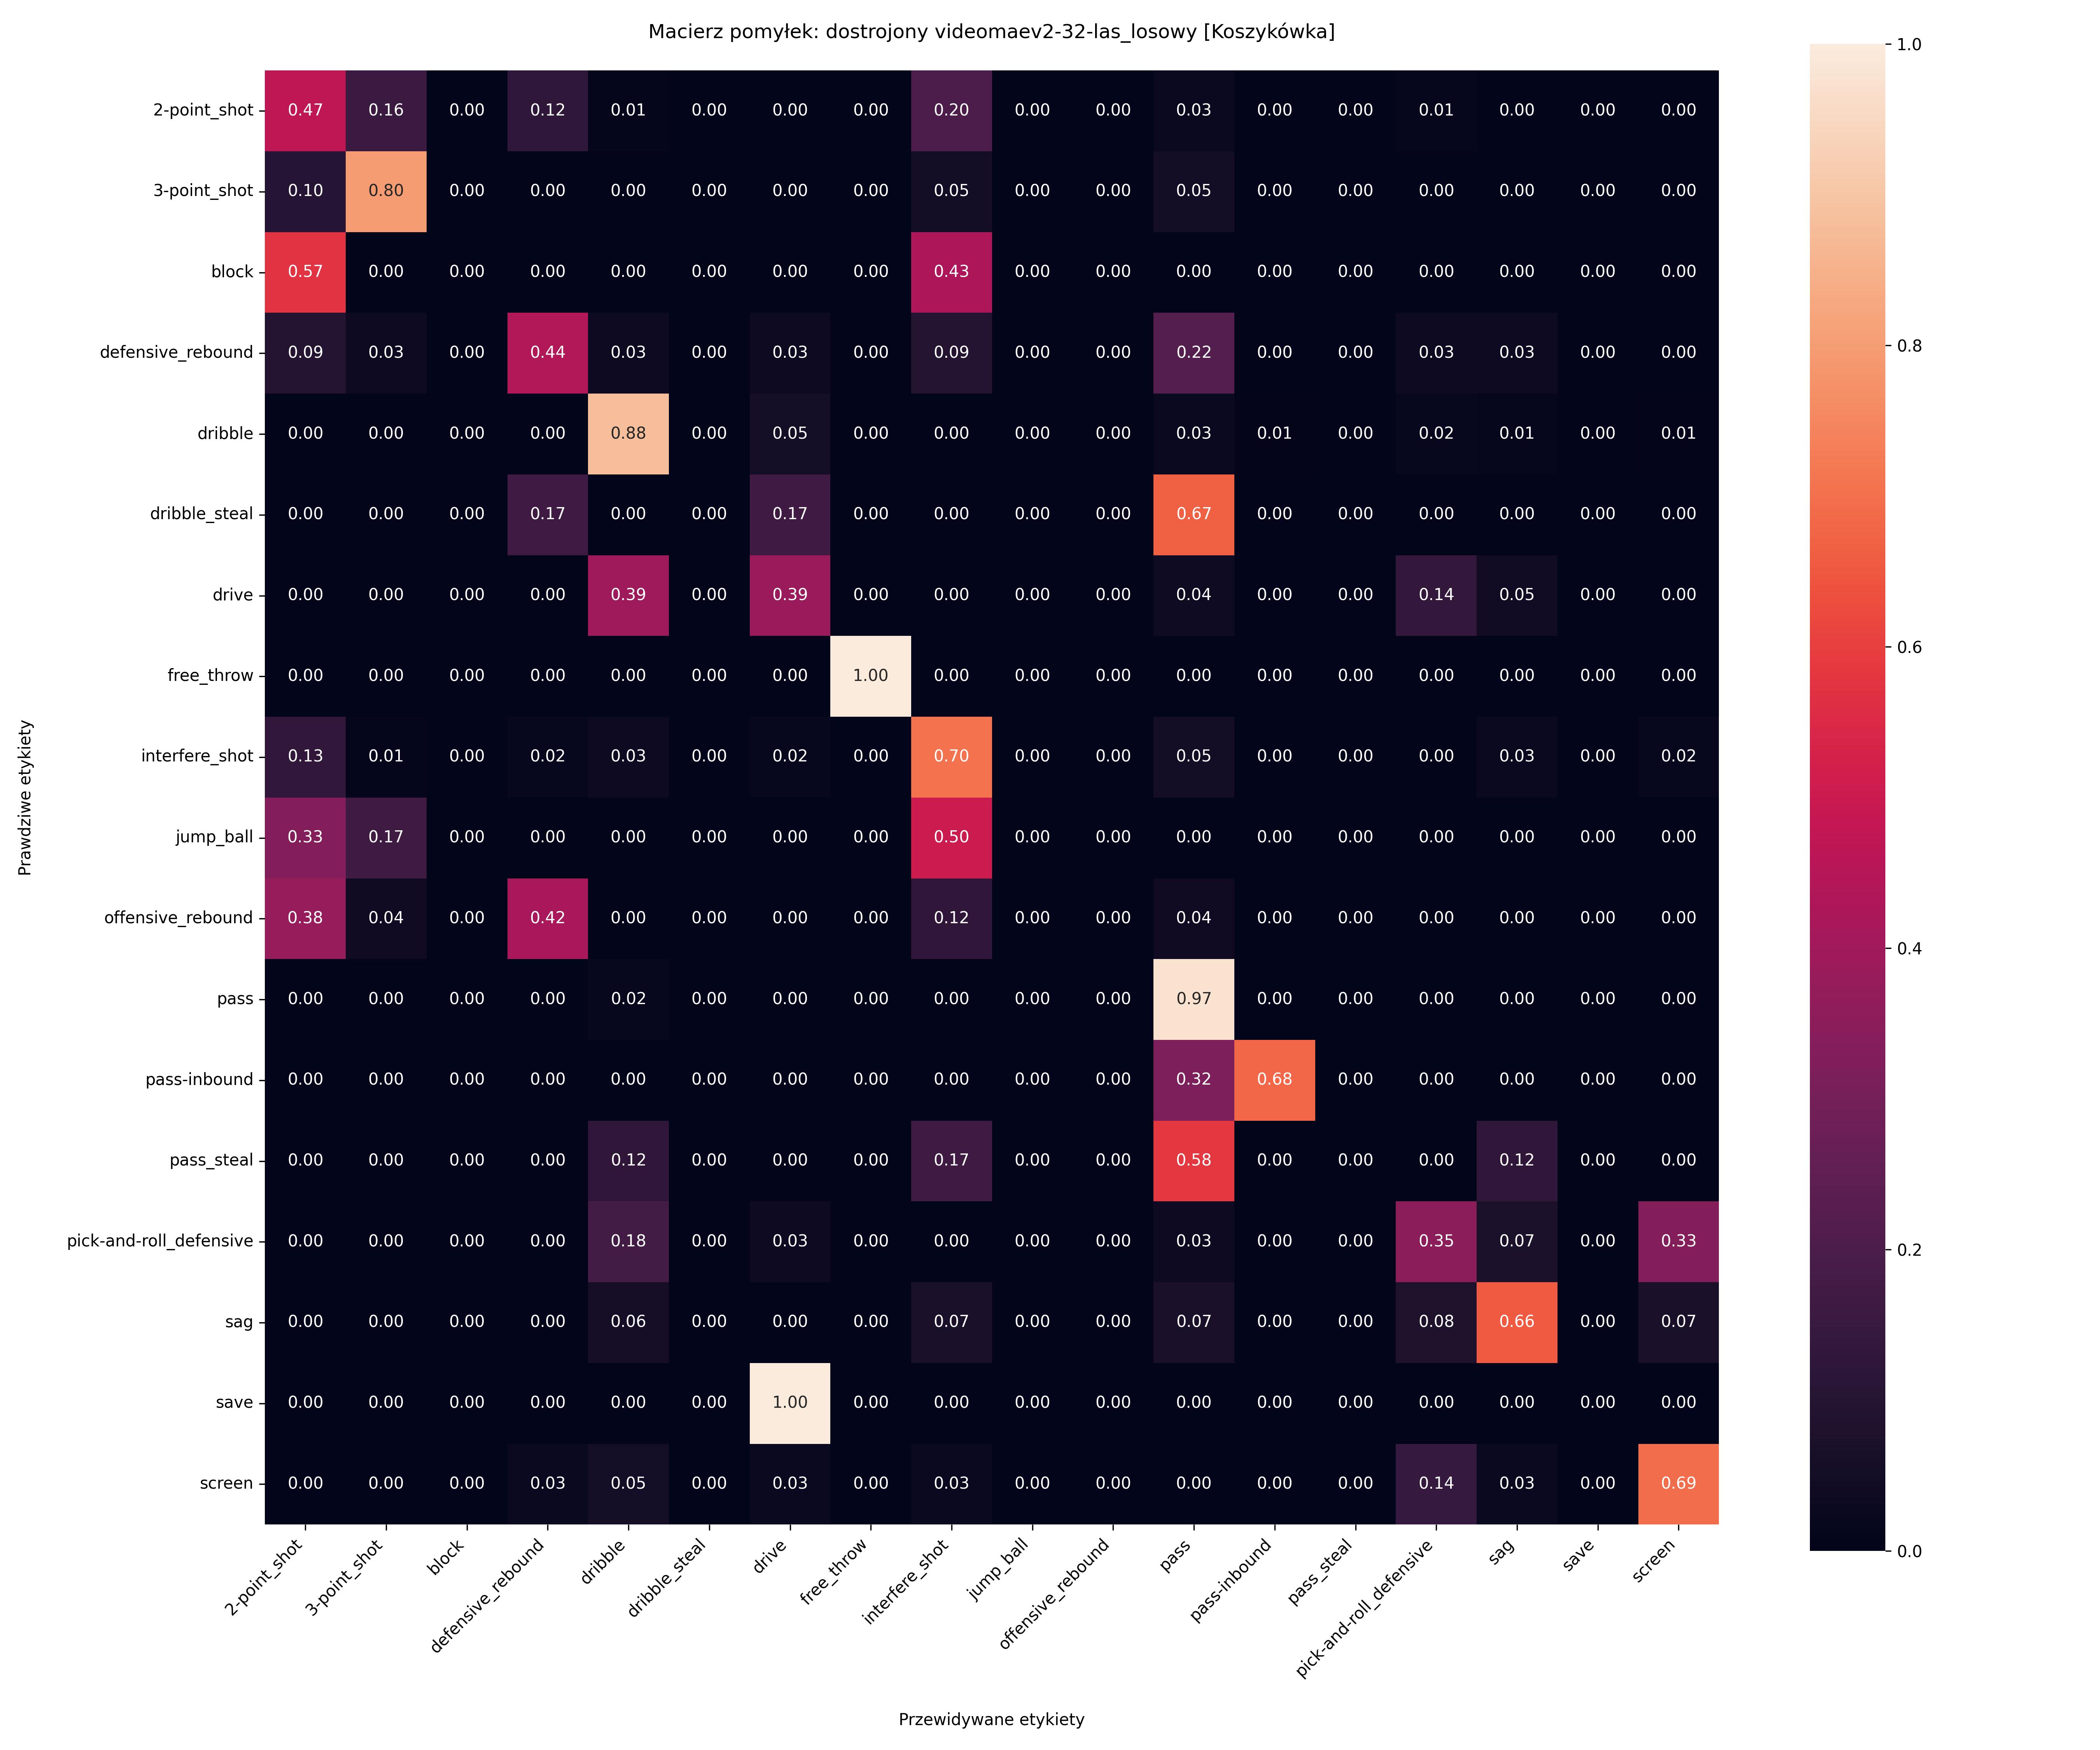 Macierz pomyłek: dostrojony videomaev2-32-las_losowy [Koszykówka]
1.0
0.8
0.6
0.4
0.2
0.0
Prawdziwe etykiety
2-point_shot 0.47 0.16 0.00 0.12 0.01 0.00 0.00 0.00 0.20 0.00 0.00 0.03 0.00 0.00 0.01 0.00 0.00 0.00
3-point_shot 0.10 0.80 0.00 0.00 0.00 0.00 0.00 0.00 0.05 0.00 0.00 0.05 0.00 0.00 0.00 0.00 0.00 0.00
block 0.57 0.00 0.00 0.00 0.00 0.00 0.00 0.00 0.43 0.00 0.00 0.00 0.00 0.00 0.00 0.00 0.00 0.00
defensive_rebound 0.09 0.03 0.00 0.44 0.03 0.00 0.03 0.00 0.09 0.00 0.00 0.22 0.00 0.00 0.03 0.03 0.00 0.00
dribble 0.00 0.00 0.00 0.00 0.88 0.00 0.05 0.00 0.00 0.00 0.00 0.03 0.01 0.00 0.02 0.01 0.00 0.01
dribble_steal 0.00 0.00 0.00 0.17 0.00 0.00 0.17 0.00 0.00 0.00 0.00 0.67 0.00 0.00 0.00 0.00 0.00 0.00
drive 0.00 0.00 0.00 0.00 0.39 0.00 0.39 0.00 0.00 0.00 0.00 0.04 0.00 0.00 0.14 0.05 0.00 0.00
free_throw 0.00 0.00 0.00 0.00 0.00 0.00 0.00 1.00 0.00 0.00 0.00 0.00 0.00 0.00 0.00 0.00 0.00 0.00
interfere_shot 0.13 0.01 0.00 0.02 0.03 0.00 0.02 0.00 0.70 0.00 0.00 0.05 0.00 0.00 0.00 0.03 0.00 0.02
jump_ball 0.33 0.17 0.00 0.00 0.00 0.00 0.00 0.00 0.50 0.00 0.00 0.00 0.00 0.00 0.00 0.00 0.00 0.00
offensive_rebound 0.38 0.04 0.00 0.42 0.00 0.00 0.00 0.00 0.12 0.00 0.00 0.04 0.00 0.00 0.00 0.00 0.00 0.00
pass 0.00 0.00 0.00 0.00 0.02 0.00 0.00 0.00 0.00 0.00 0.00 0.97 0.00 0.00 0.00 0.00 0.00 0.00
pass-inbound 0.00 0.00 0.00 0.00 0.00 0.00 0.00 0.00 0.00 0.00 0.00 0.32 0.68 0.00 0.00 0.00 0.00 0.00
pass_steal 0.00 0.00 0.00 0.00 0.12 0.00 0.00 0.00 0.17 0.00 0.00 0.58 0.00 0.00 0.00 0.12 0.00 0.00
pick-and-roll_defensive 0.00 0.00 0.00 0.00 0.18 0.00 0.03 0.00 0.00 0.00 0.00 0.03 0.00 0.00 0.35 0.07 0.00 0.33
sag 0.00 0.00 0.00 0.00 0.06 0.00 0.00 0.00 0.07 0.00 0.00 0.07 0.00 0.00 0.08 0.66 0.00 0.07
save 0.00 0.00 0.00 0.00 0.00 0.00 1.00 0.00 0.00 0.00 0.00 0.00 0.00 0.00 0.00 0.00 0.00 0.00
screen 0.00 0.00 0.00 0.03 0.05 0.00 0.03 0.00 0.03 0.00 0.00 0.00 0.00 0.00 0.14 0.03 0.00 0.69
2-point_shot
3-point_shot
block
defensive_rebound
dribble
dribble_steal
drive
free_throw
interfere_shot
jump_ball
offensive_rebound
pass
pass-inbound
pass_steal
pick-and-roll_defensive
sag
save
screen
Przewidywane etykiety